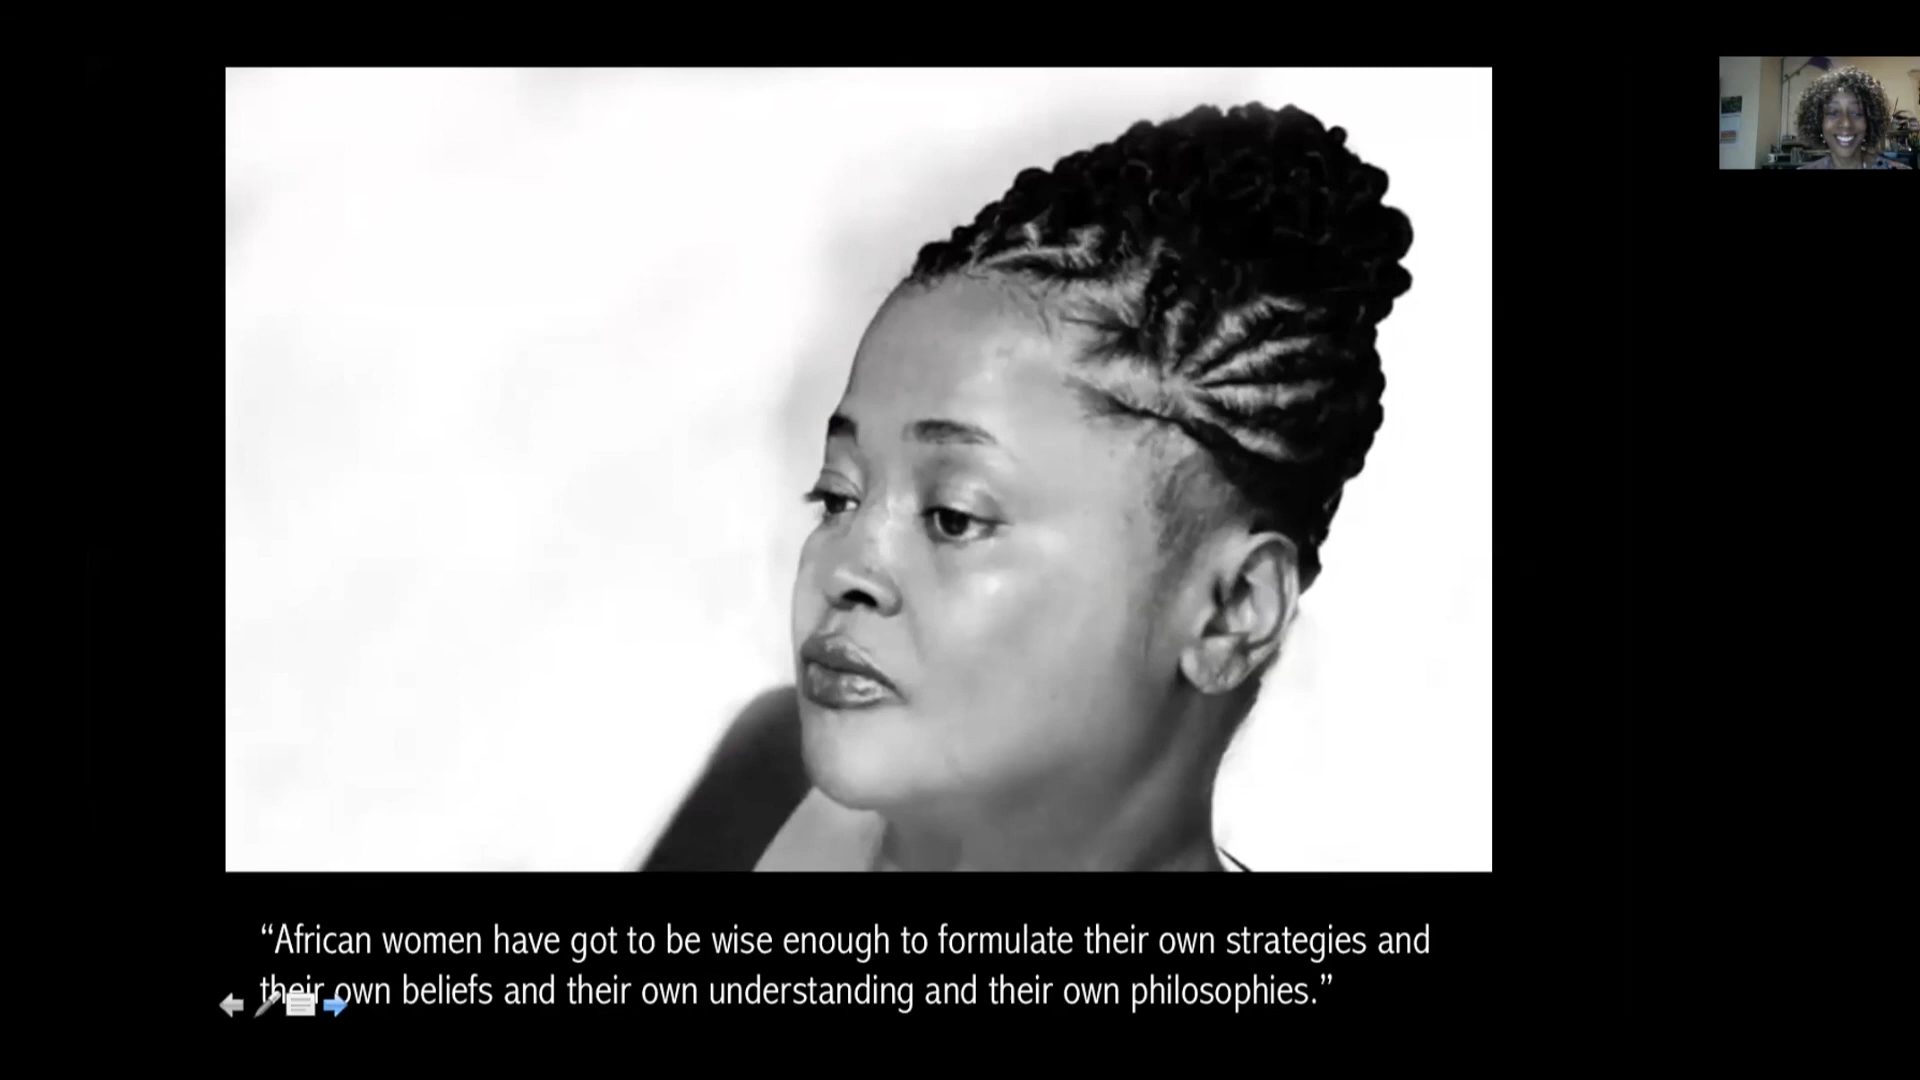 “African women have got to be wise enough to formulate their own strategies and
their own beliefs and their own understanding and their own philosophies.”